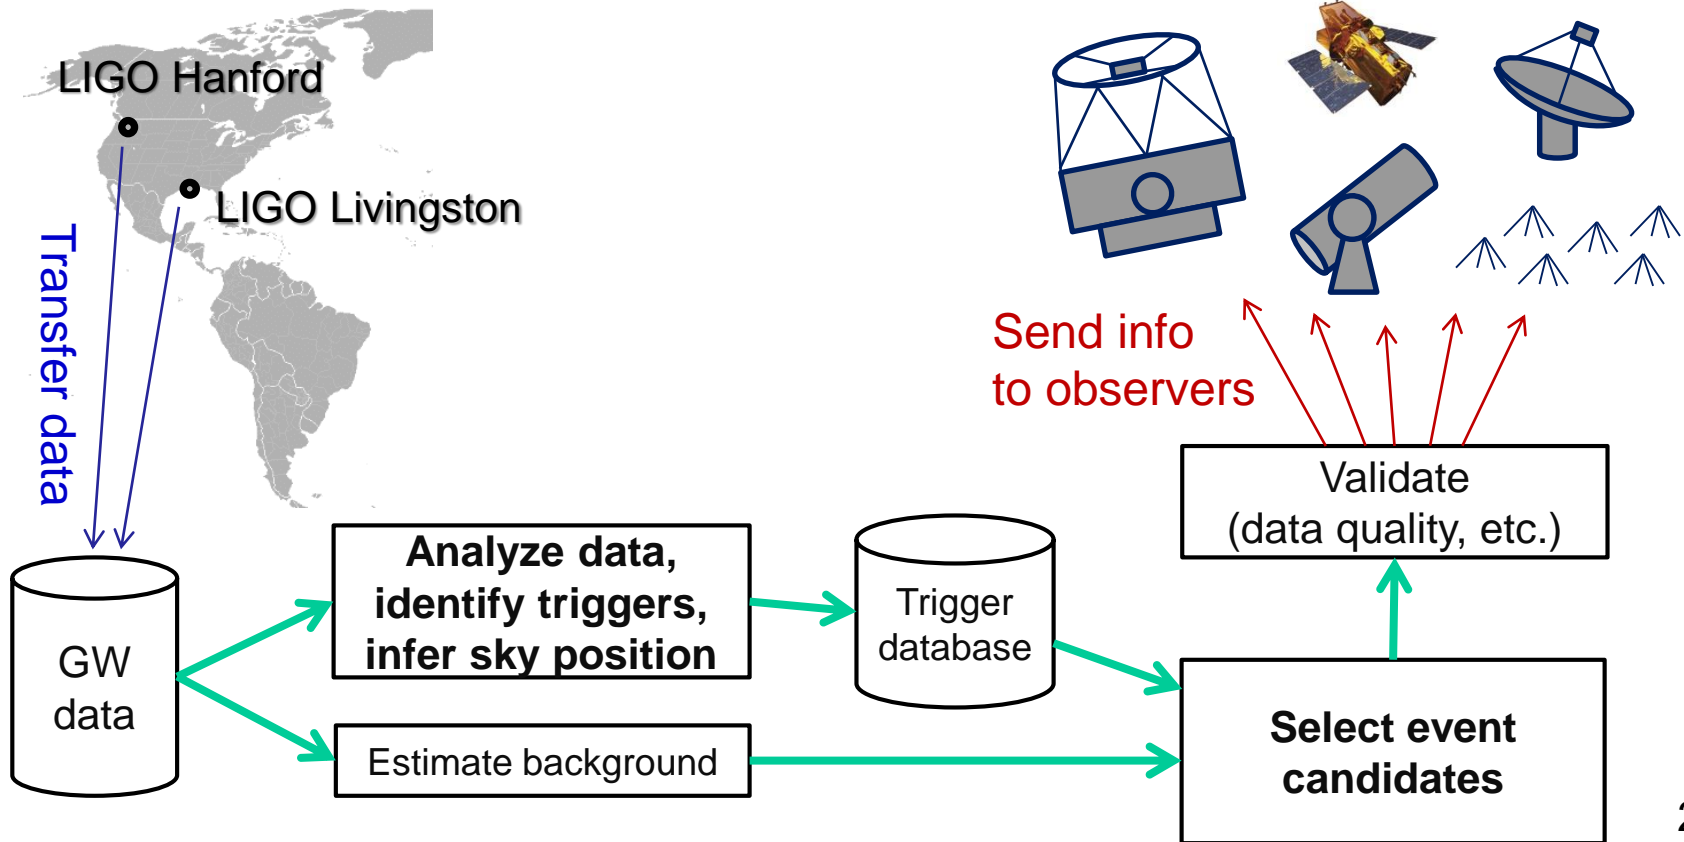 LIGO Hanford
LIGO Livingston
Transfer data
Send info
to observers
Validate
(data quality, etc.)
Analyze data,
identify triggers,
infer sky position
Trigger
database
GW
data
Estimate background
Select event
candidates